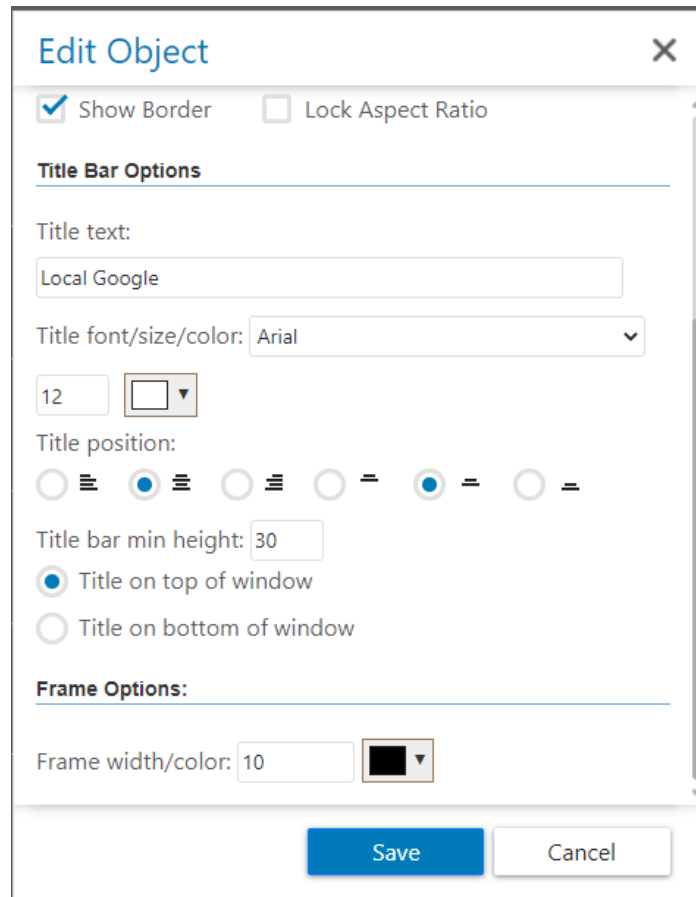 Edit Object
Show Border Lock Aspect Ratio
Title Bar Options
Title text:
Local Google
Title font/size/color: Arial
12
Title position:
Title bar min height: 30
Title on top of window
Title on bottom of window
Frame Options:
Frame width/color: 10
Save Cancel